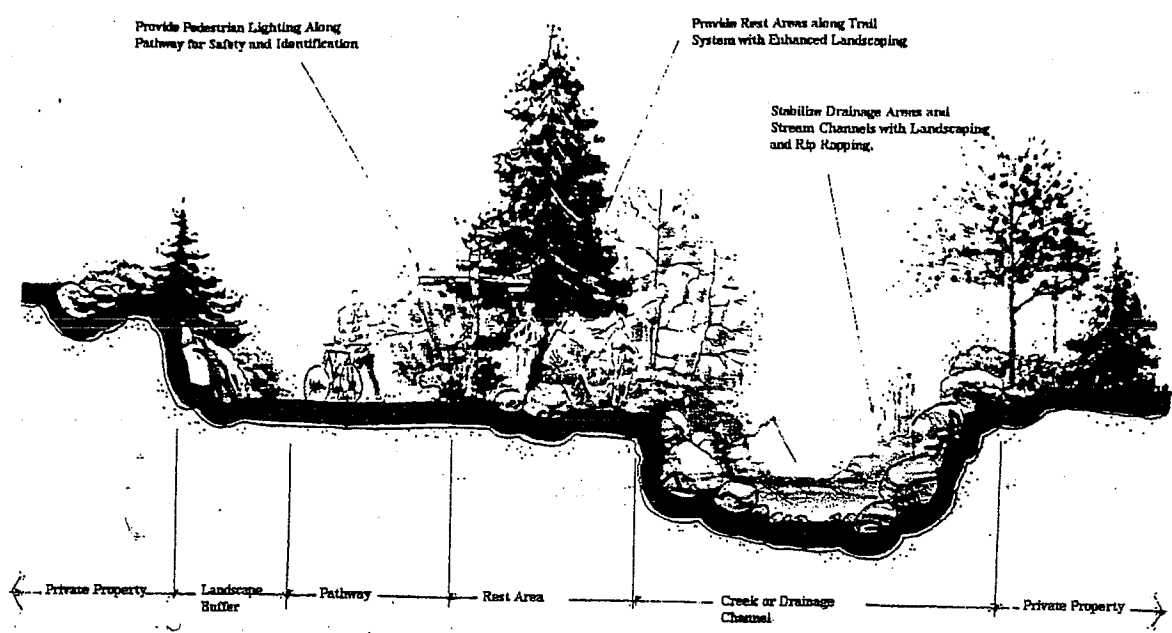 Provide Pedestrian Lighting Along
Pathway for Safety and Identification
Provide Rest Areas along Trail
System with Enhanced Landscaping
Stabilize Drainage Areas and
Stream Channels with Landscaping
and Rip Rapping.
Private Property
Landscape
Buffer
Pathway
Rest Area
Creek or Drainage
Channel
Private Property